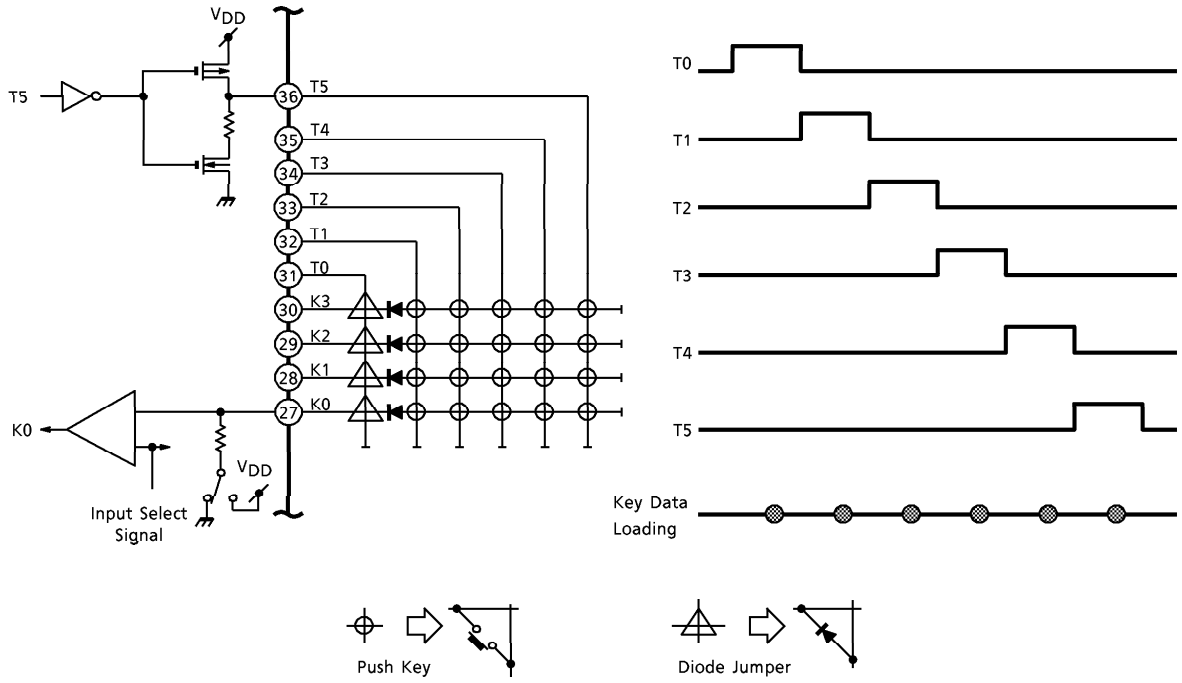 VDD
T5
36 T5
35 T4
34 T3
33 T2
32 T1
31 T0
30 K3
29 K2
28 K1
27 K0
K0
VDD
Input Select
Signal
T0
T1
T2
T3
T4
T5
Key Data
Loading
Push Key
Diode Jumper